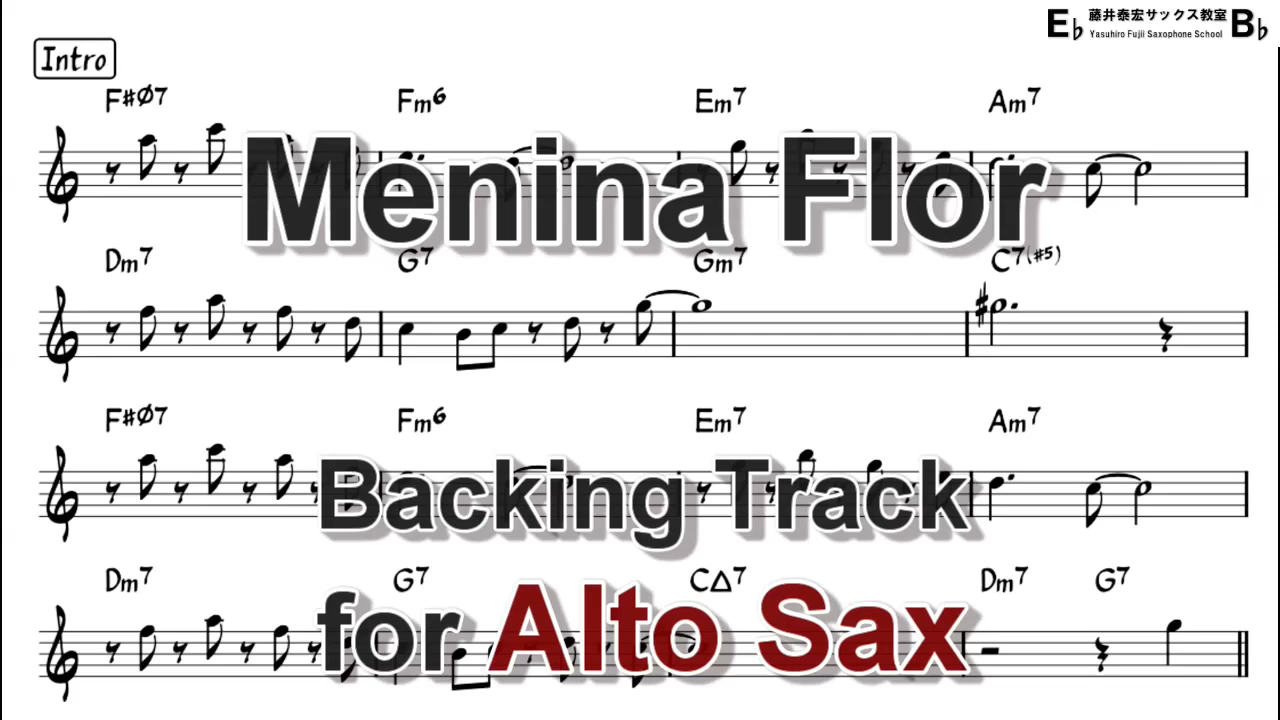 E♭ 藤井泰宏サックス教室 B♭
Yasuhiro Fujii Saxophone School
Intro
F#Ø7 Fm6 Em7 Am7
Menina Flor
Dm7 G7 Gm7 C7(#5)
F#Ø7 Fm6 Em7 Am7
Backing Track
Dm7 G7 C△7 Dm7 G7
for Alto Sax